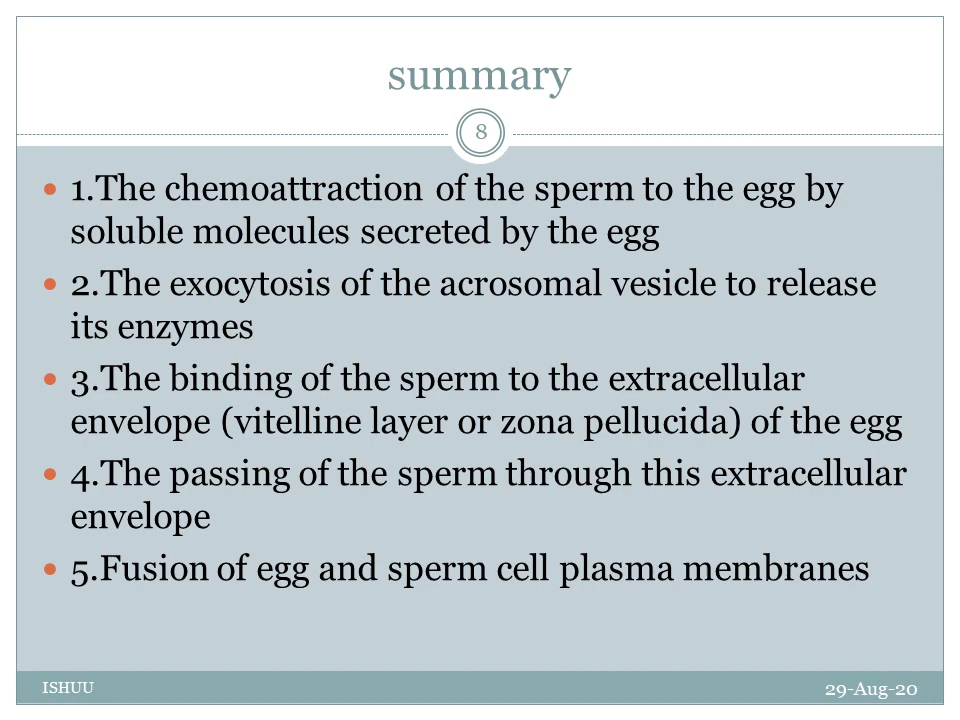 summary
8
• 1.The chemoattraction of the sperm to the egg by
soluble molecules secreted by the egg
• 2.The exocytosis of the acrosomal vesicle to release
its enzymes
• 3.The binding of the sperm to the extracellular
envelope (vitelline layer or zona pellucida) of the egg
• 4.The passing of the sperm through this extracellular
envelope
• 5.Fusion of egg and sperm cell plasma membranes
ISHUU
29-Aug-20